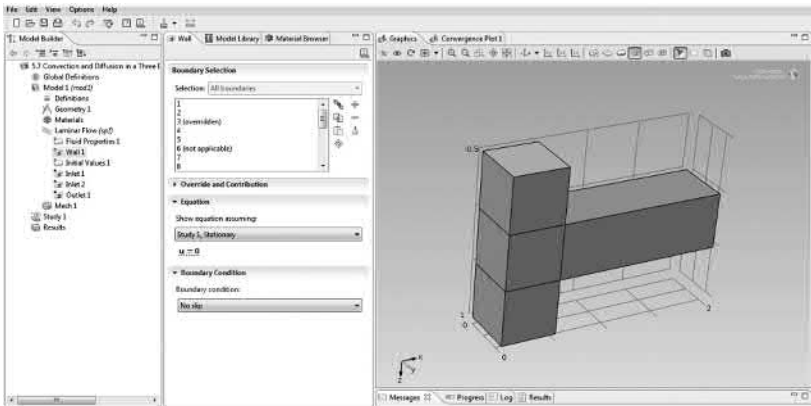 File Edit View Options Help
Model Builder
5.7 Convection and Diffusion in a Three D
Global Definitions
Model 1 (mod1)
Definitions
Geometry 1
Materials
Laminar Flow (spf)
Fluid Properties 1
Wall 1
Initial Values 1
Inlet 1
Inlet 2
Outlet 1
Mesh 1
Study 1
Results
Wall Model Library Material Browser
Boundary Selection
Selection: All boundaries
1
2
3 (overridden)
4
5
6 (not applicable)
7
8
Override and Contribution
Equation
Show equation assuming:
Study 1, Stationary
u = 0
Boundary Condition
Boundary condition:
No slip
Graphics Convergence Plot 1
-0.5
1
0
0
2
x
y
z
Messages Progress Log Results